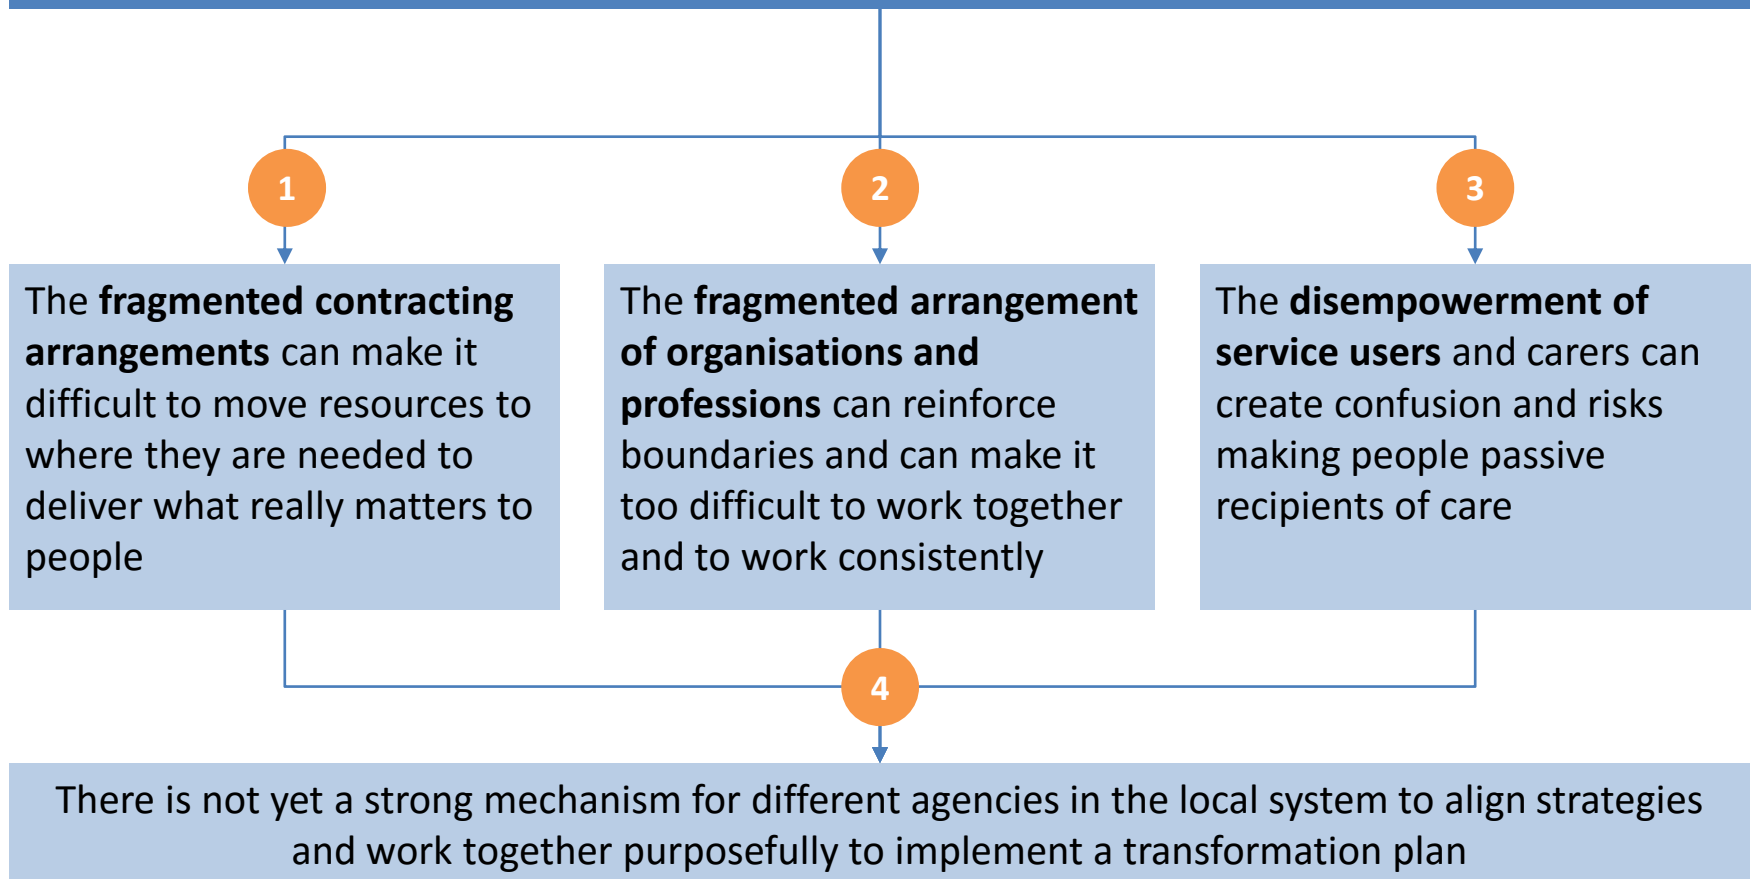 1
2
3
The fragmented contracting
arrangements can make it
difficult to move resources to
where they are needed to
deliver what really matters to
people
The fragmented arrangement
of organisations and
professions can reinforce
boundaries and can make it
too difficult to work together
and to work consistently
The disempowerment of
service users and carers can
create confusion and risks
making people passive
recipients of care
4
There is not yet a strong mechanism for different agencies in the local system to align strategies
and work together purposefully to implement a transformation plan